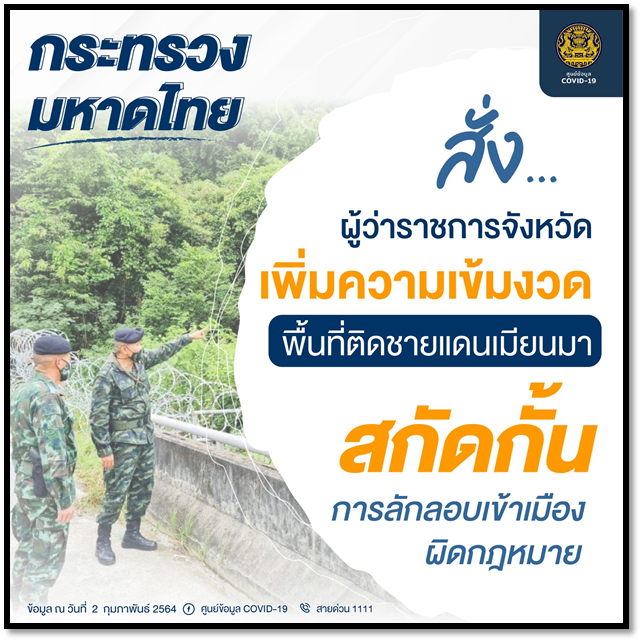 กระทรวง
มหาดไทย
ศูนย์ข้อมูล
COVID-19
สั่ง...
ผู้ว่าราชการจังหวัด
เพิ่มความเข้มงวด
พื้นที่ติดชายแดนเมียนมา
สกัดกั้น
การลักลอบเข้าเมือง
ผิดกฎหมาย
ข้อมูล ณ วันที่ 2 กุมภาพันธ์ 2564 ศูนย์ข้อมูล COVID-19 สายด่วน 1111